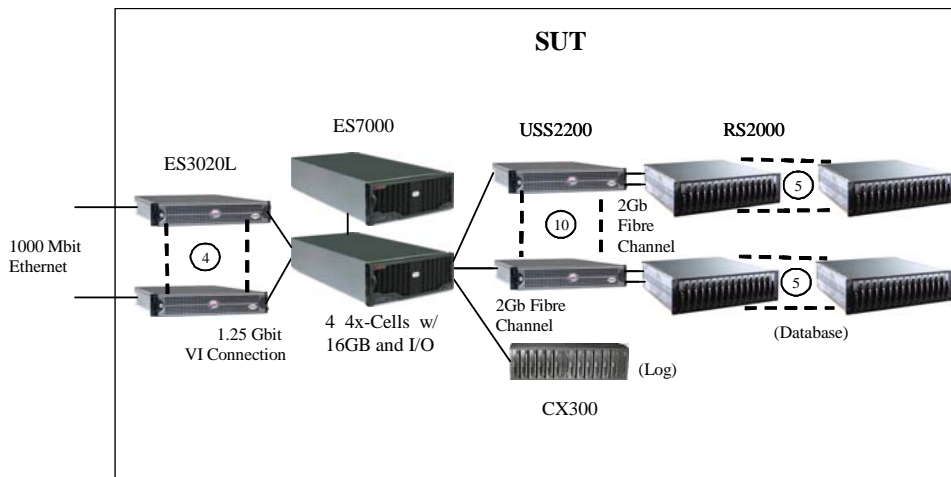 SUT
ES7000
USS2200
RS2000
ES3020L
5
2Gb
Fibre
Channel
10
1000 Mbit
Ethernet
4
5
1.25 Gbit
VI Connection
4 4x-Cells w/
16GB and I/O
2Gb Fibre
Channel
(Database)
(Log)
CX300